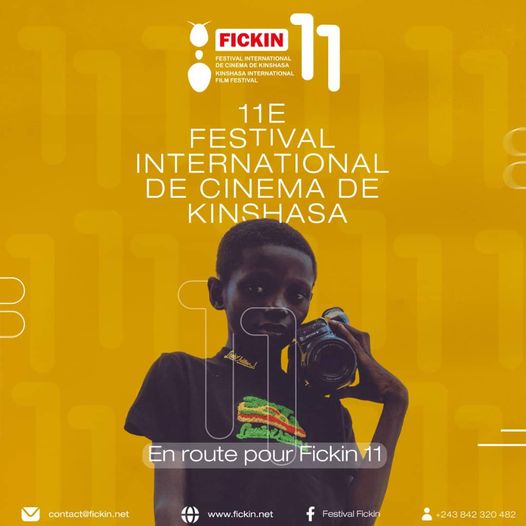 FICKIN 11
FESTIVAL INTERNATIONAL
DE CINEMA DE KINSHASA
KINSHASA INTERNATIONAL
FILM FESTIVAL
11E
FESTIVAL
INTERNATIONAL
DE CINEMA DE
KINSHASA
11
En route pour Fickin 11
contact@fickin.net
www.fickin.net
Festival Fickin
+243 842 320 482